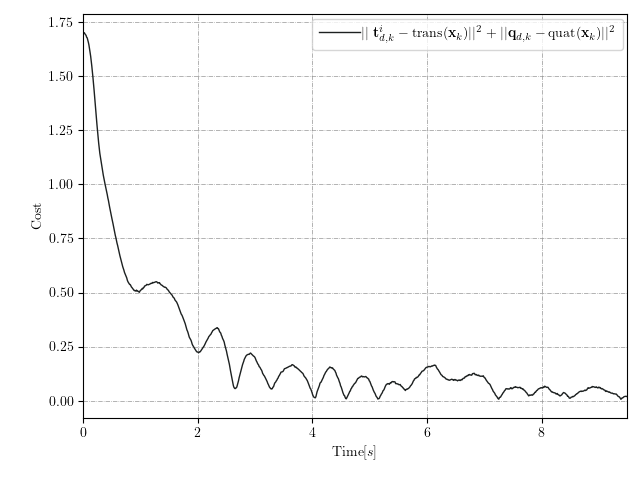 1.75
1.50
1.25
1.00
0.75
0.50
0.25
0.00
Cost
|| t^i_{d,k} − trans(x_k)||² + ||q_{d,k} − quat(x_k)||²
0 2 4 6 8
Time[s]